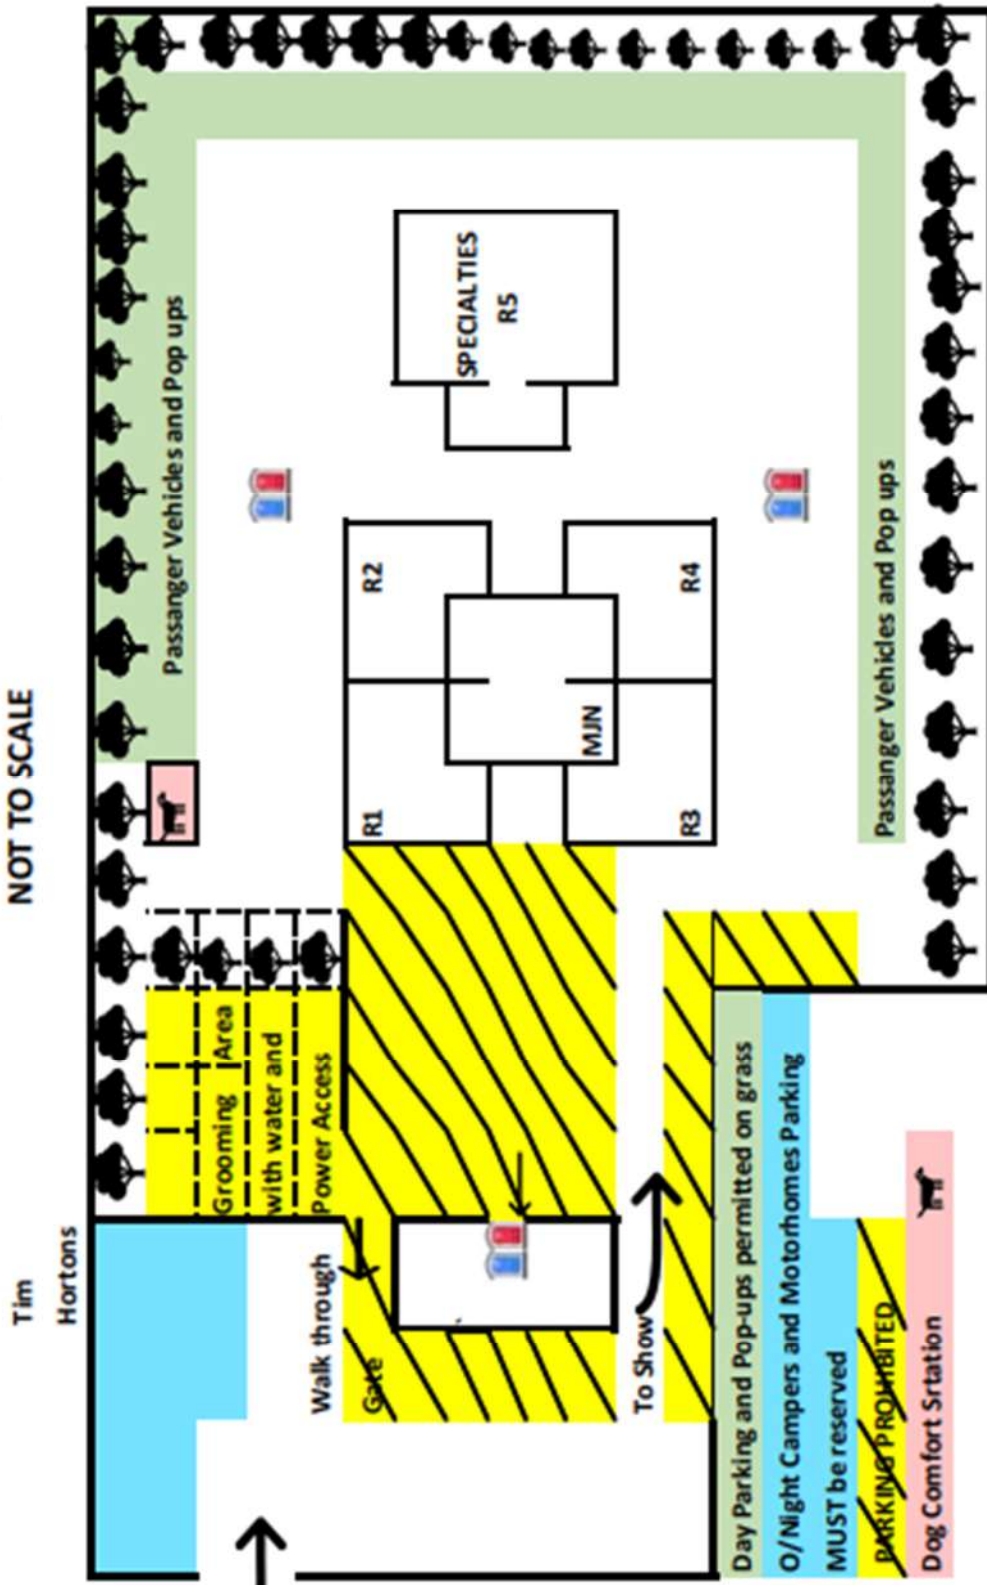 NOT TO SCALE
Tim
Hortons
Passanger Vehicles and Pop ups
Grooming Area
with water and
Power Access
Walk through
Gate
R1
R2
SPECIALTIES
R5
MJN
R3
R4
To Show
Passanger Vehicles and Pop ups
Day Parking and Pop-ups permitted on grass
O/Night Campers and Motorhomes Parking
MUST be reserved
PARKING PROHIBITED
Dog Comfort Srtation